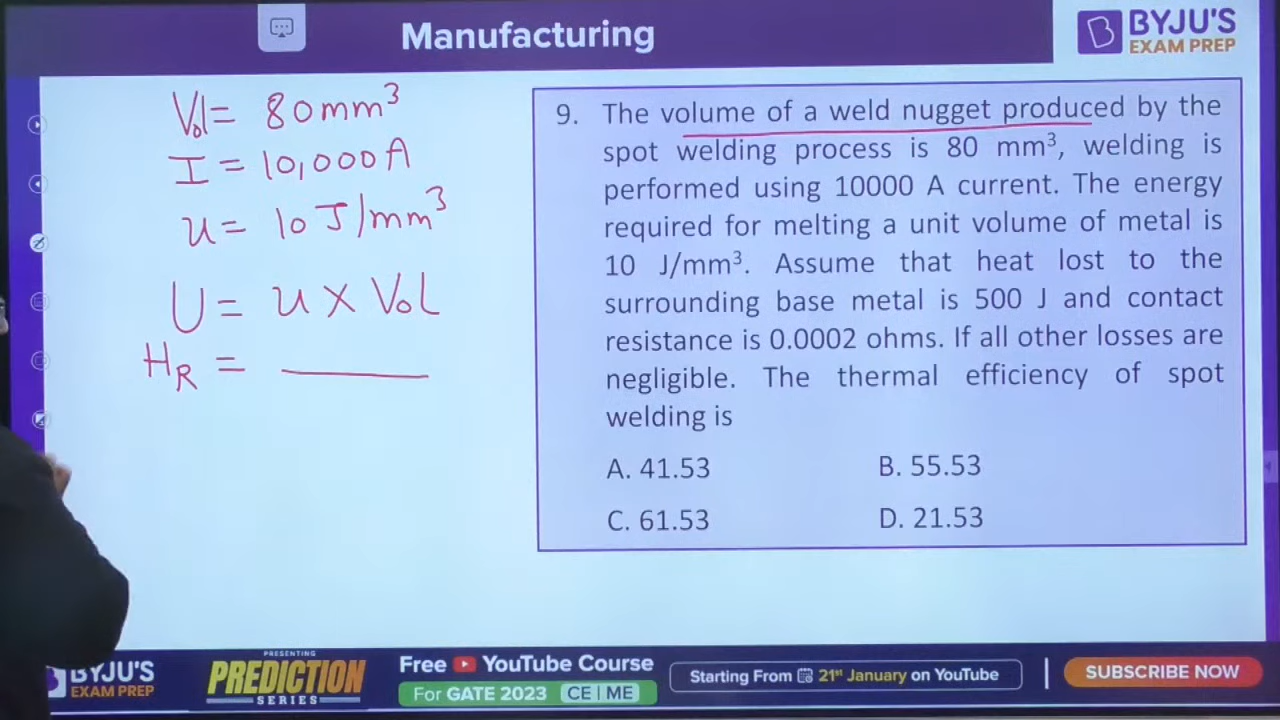 Manufacturing
BYJU'S
EXAM PREP
Vol = 80mm³
I = 10,000A
u = 10 J/mm³
U = u X Vol
H_R = ______
9. The volume of a weld nugget produced by the
spot welding process is 80 mm³, welding is
performed using 10000 A current. The energy
required for melting a unit volume of metal is
10 J/mm³. Assume that heat lost to the
surrounding base metal is 500 J and contact
resistance is 0.0002 ohms. If all other losses are
negligible. The thermal efficiency of spot
welding is
A. 41.53 B. 55.53
C. 61.53 D. 21.53
BYJU'S
EXAM PREP
PRESENTING
PREDICTION
SERIES
Free YouTube Course
For GATE 2023 CE | ME
Starting From 21st January on YouTube
SUBSCRIBE NOW